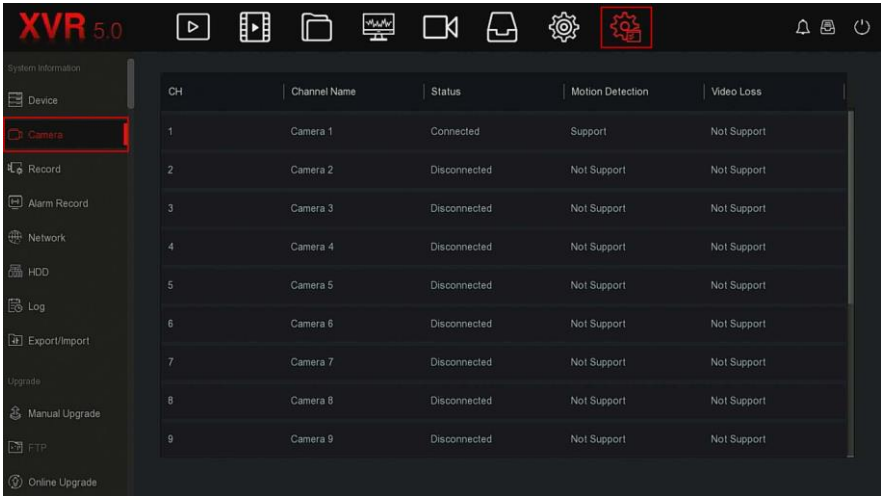 XVR 5.0
System Information
Device
Camera
Record
Alarm Record
Network
HDD
Log
Export/Import
Upgrade
Manual Upgrade
FTP
Online Upgrade
CH Channel Name Status Motion Detection Video Loss
1 Camera 1 Connected Support Not Support
2 Camera 2 Disconnected Not Support Not Support
3 Camera 3 Disconnected Not Support Not Support
4 Camera 4 Disconnected Not Support Not Support
5 Camera 5 Disconnected Not Support Not Support
6 Camera 6 Disconnected Not Support Not Support
7 Camera 7 Disconnected Not Support Not Support
8 Camera 8 Disconnected Not Support Not Support
9 Camera 9 Disconnected Not Support Not Support